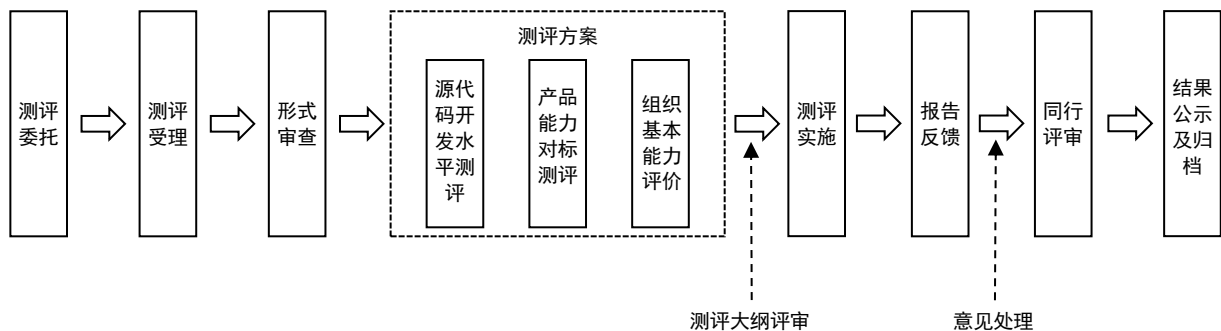 测评
委托
测评
受理
形式
审查
测评方案
源代
码开
发水
平测
评
产品
能力
对标
测评
组织
基本
能力
评价
测评
实施
报告
反馈
同行
评审
结果
公示
及归
档
测评大纲评审
意见处理